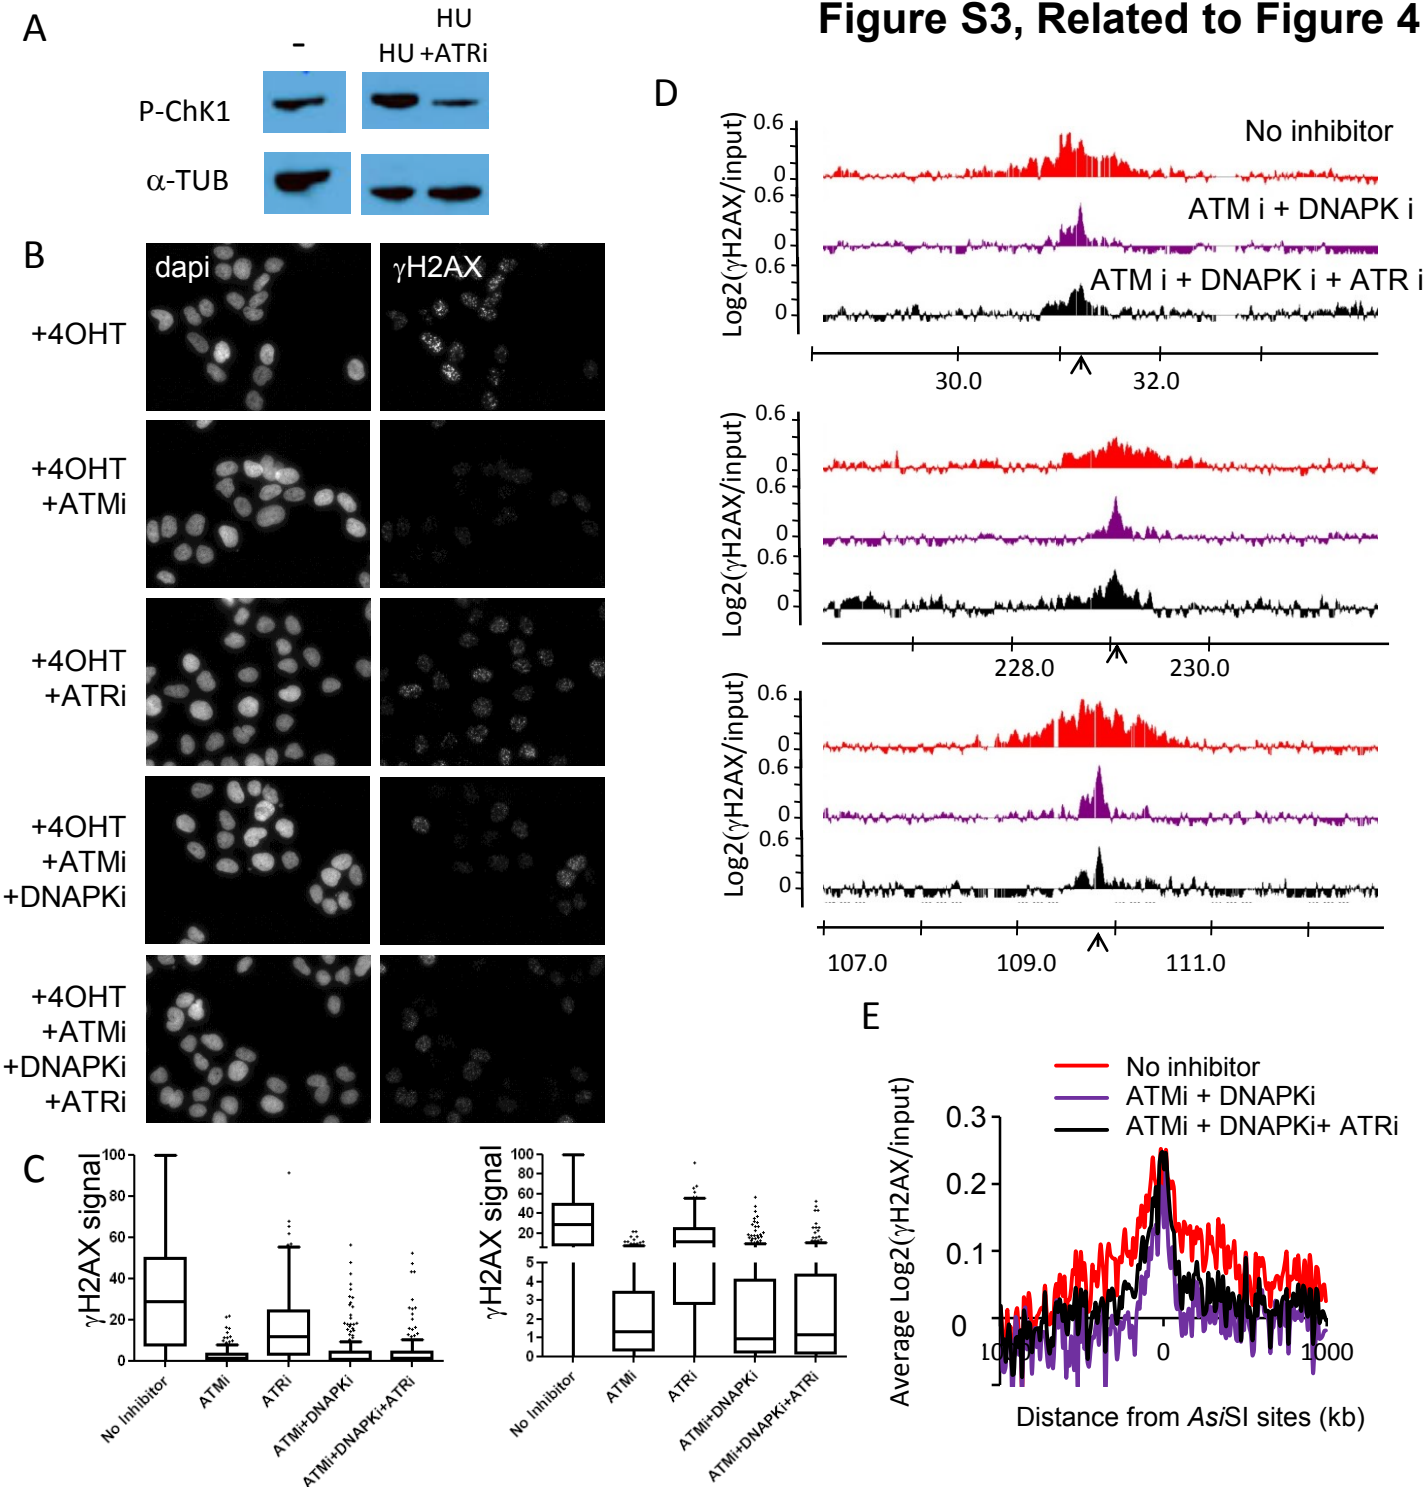 Figure S3, Related to Figure 4
A
-
HU
HU
+ATRi
P-ChK1
α-TUB
B
dapi
γH2AX
+4OHT
+4OHT
+ATMi
+4OHT
+ATRi
+4OHT
+ATMi
+DNAPKi
+4OHT
+ATMi
+DNAPKi
+ATRi
C
γH2AX signal
100
80
60
40
20
0
No Inhibitor
ATMi
ATRi
ATMi+DNAPKi
ATMi+DNAPKi+ATRi
γH2AX signal
100
80
60
40
20
5
4
3
2
1
0
No Inhibitor
ATMi
ATRi
ATMi+DNAPKi
ATMi+DNAPKi+ATRi
D
Log2(γH2AX/input)
0.6
0
0.6
0
0.6
0
No inhibitor
ATM i + DNAPK i
ATM i + DNAPK i + ATR i
30.0
32.0
Log2(γH2AX/input)
0.6
0
0.6
0
0.6
0
228.0
230.0
Log2(γH2AX/input)
0.6
0
0.6
0
0.6
0
107.0
109.0
111.0
E
No inhibitor
ATMi + DNAPKi
ATMi + DNAPKi+ ATRi
Average Log2(γH2AX/input)
0.3
0.2
0.1
0
0
1000
Distance from AsiSI sites (kb)